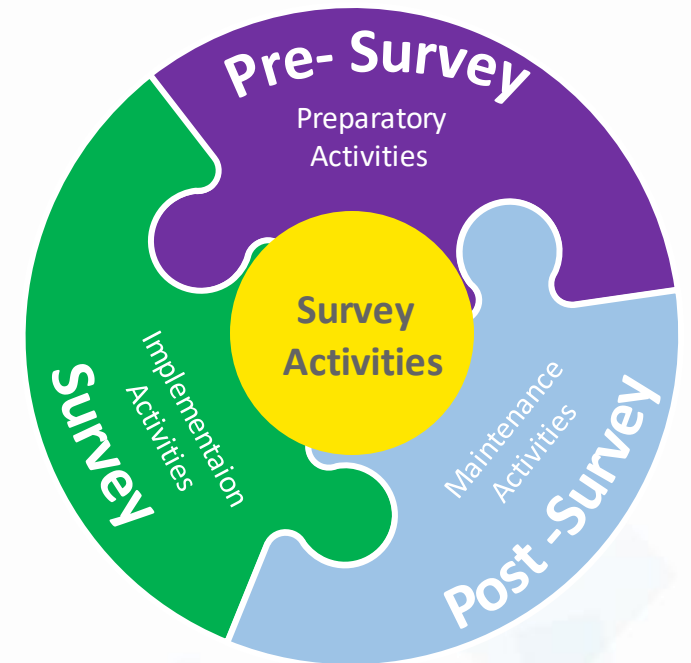 Pre- Survey
Preparatory
Activities
Survey
Activities
Survey
Implementaion
Activities
Maintenance
Activities
Post -Survey